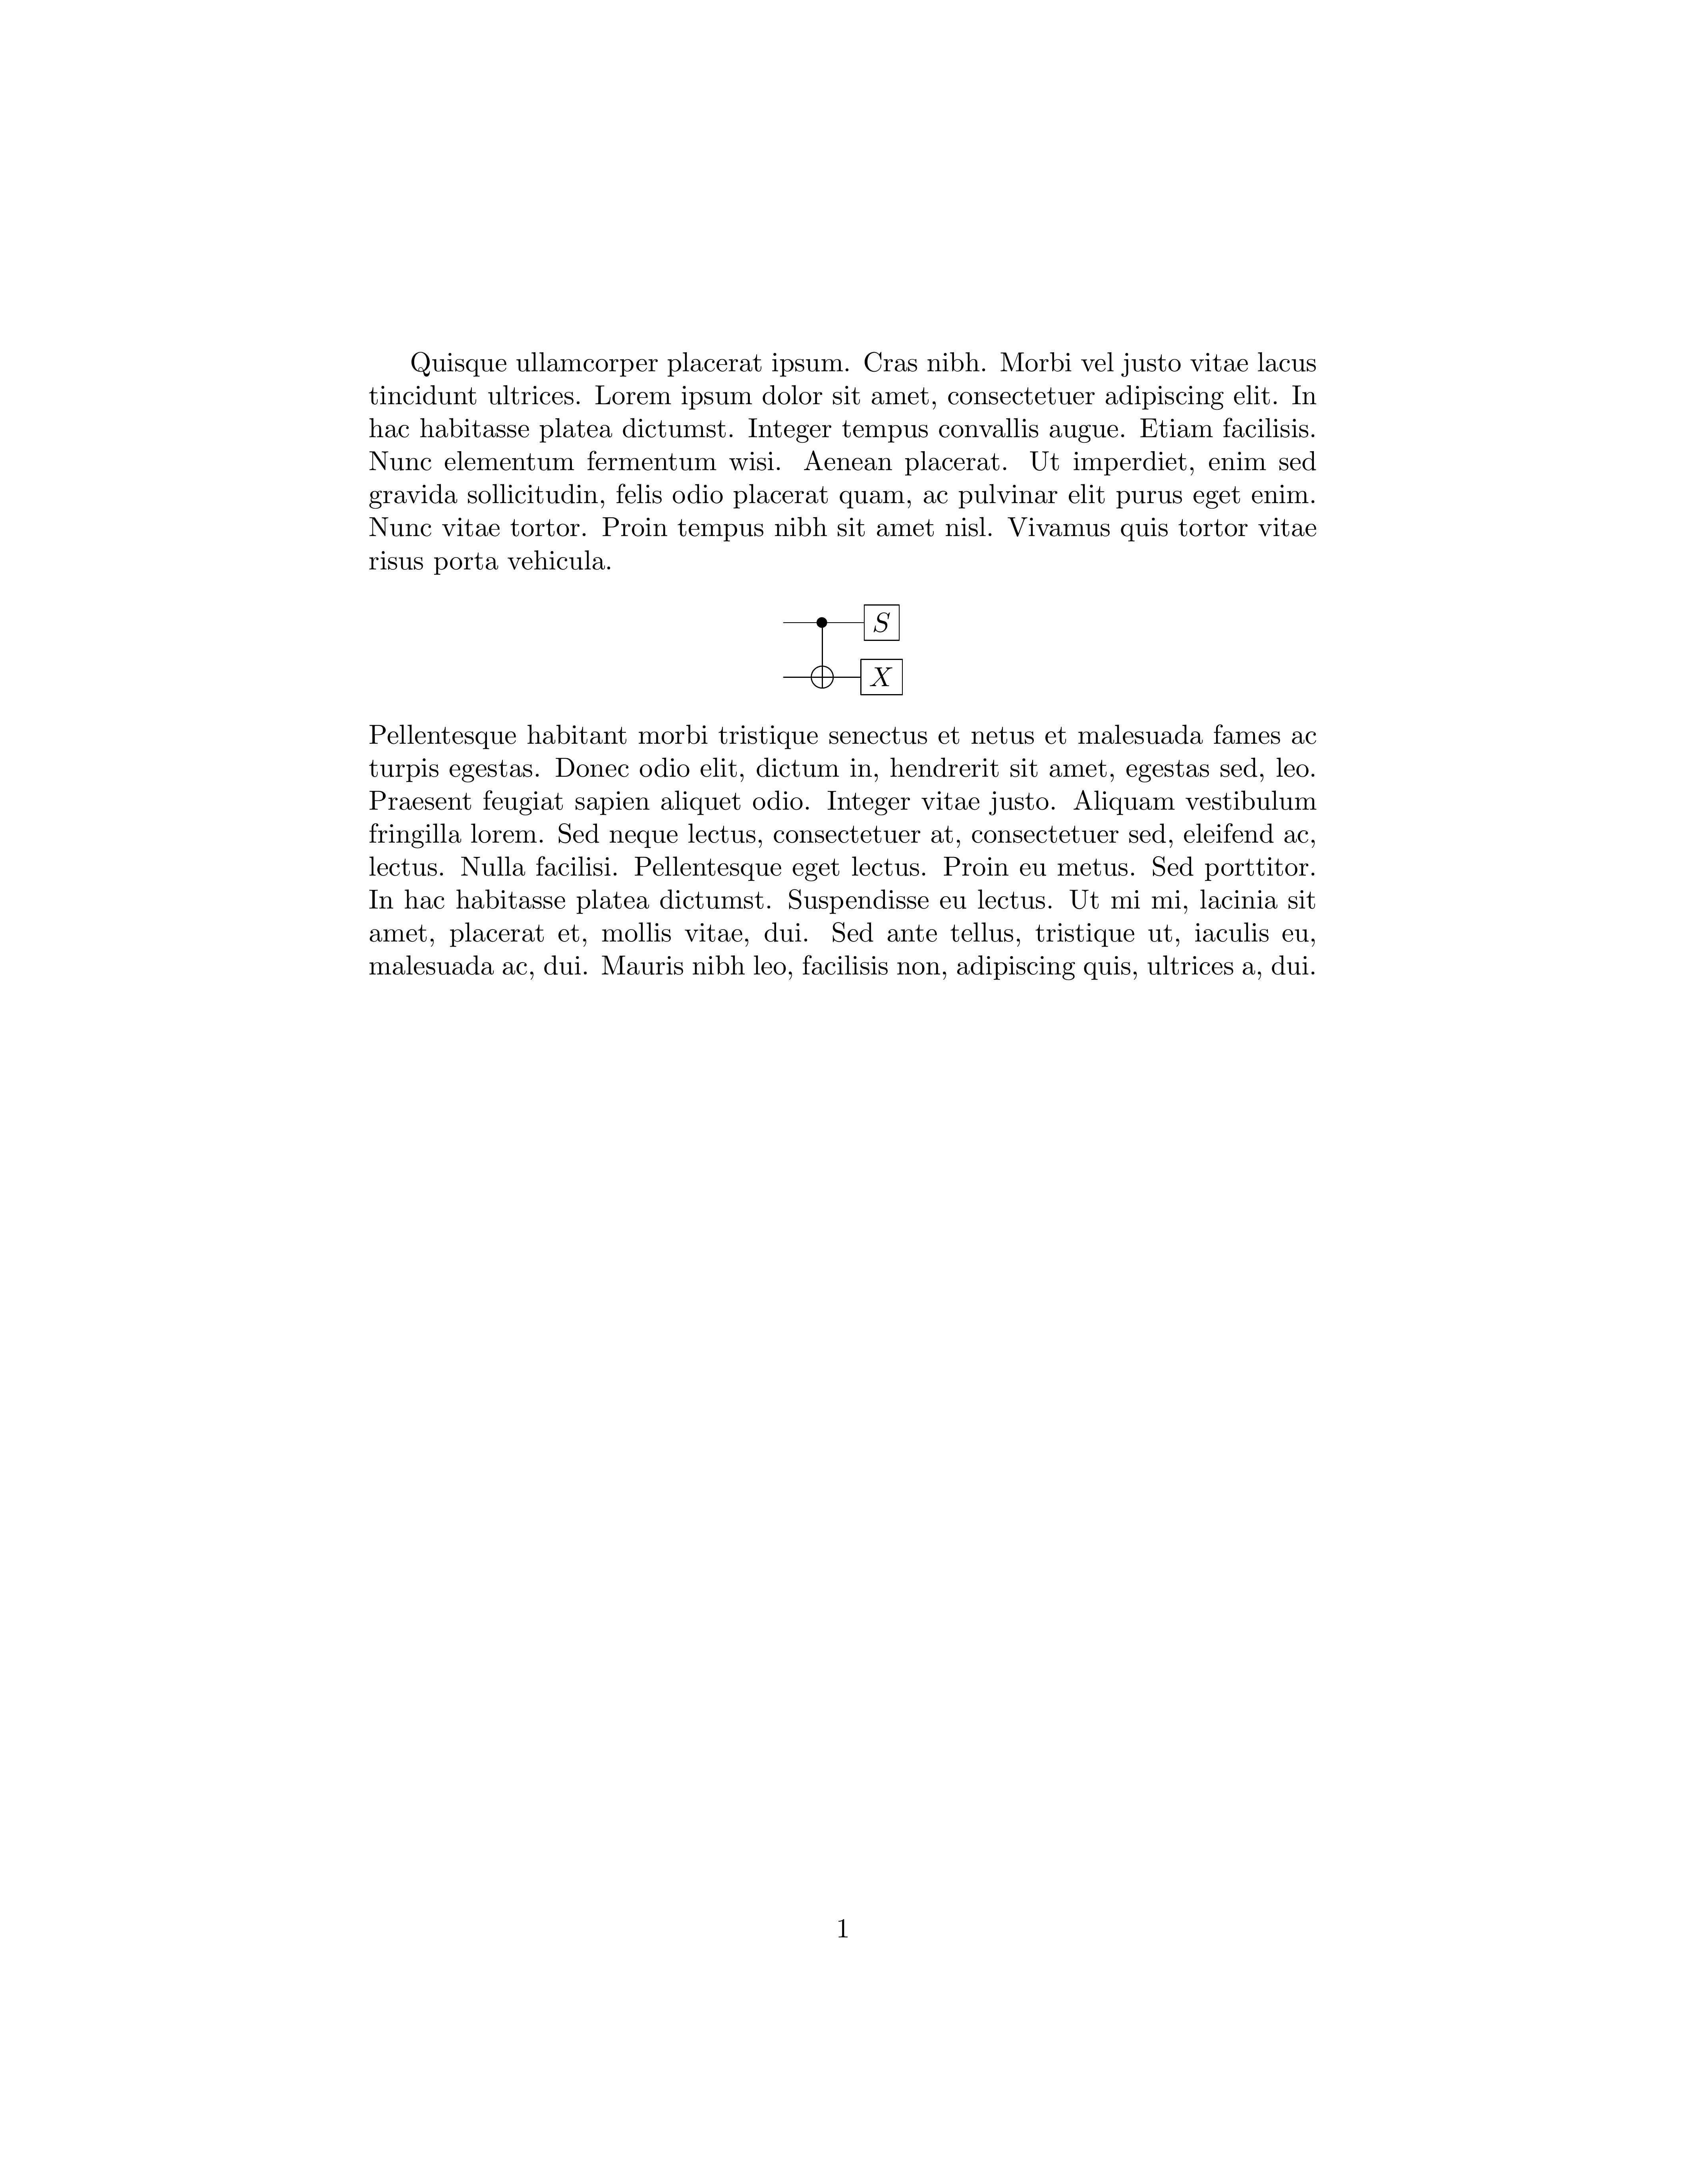 Quisque ullamcorper placerat ipsum. Cras nibh. Morbi vel justo vitae lacus
tincidunt ultrices. Lorem ipsum dolor sit amet, consectetuer adipiscing elit. In
hac habitasse platea dictumst. Integer tempus convallis augue. Etiam facilisis.
Nunc elementum fermentum wisi. Aenean placerat. Ut imperdiet, enim sed
gravida sollicitudin, felis odio placerat quam, ac pulvinar elit purus eget enim.
Nunc vitae tortor. Proin tempus nibh sit amet nisl. Vivamus quis tortor vitae
risus porta vehicula.
S
X
Pellentesque habitant morbi tristique senectus et netus et malesuada fames ac
turpis egestas. Donec odio elit, dictum in, hendrerit sit amet, egestas sed, leo.
Praesent feugiat sapien aliquet odio. Integer vitae justo. Aliquam vestibulum
fringilla lorem. Sed neque lectus, consectetuer at, consectetuer sed, eleifend ac,
lectus. Nulla facilisi. Pellentesque eget lectus. Proin eu metus. Sed porttitor.
In hac habitasse platea dictumst. Suspendisse eu lectus. Ut mi mi, lacinia sit
amet, placerat et, mollis vitae, dui. Sed ante tellus, tristique ut, iaculis eu,
malesuada ac, dui. Mauris nibh leo, facilisis non, adipiscing quis, ultrices a, dui.
1